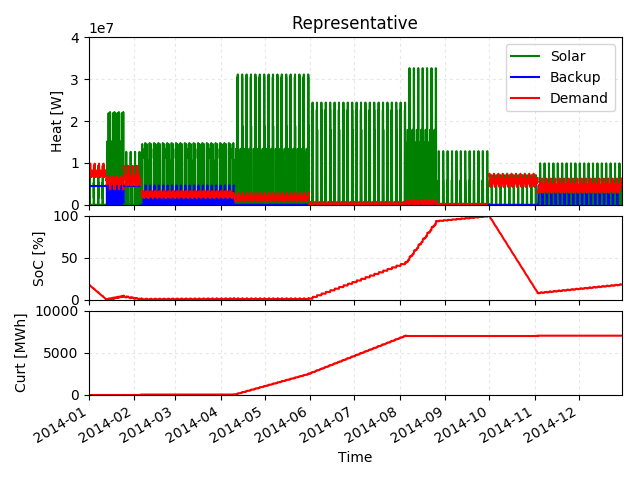 Representative
1e7
4
3
2
1
0
Heat [W]
Solar
Backup
Demand
100
50
0
SoC [%]
10000
5000
0
Curt [MWh]
2014-01
2014-02
2014-03
2014-04
2014-05
2014-06
2014-07
2014-08
2014-09
2014-10
2014-11
2014-12
Time